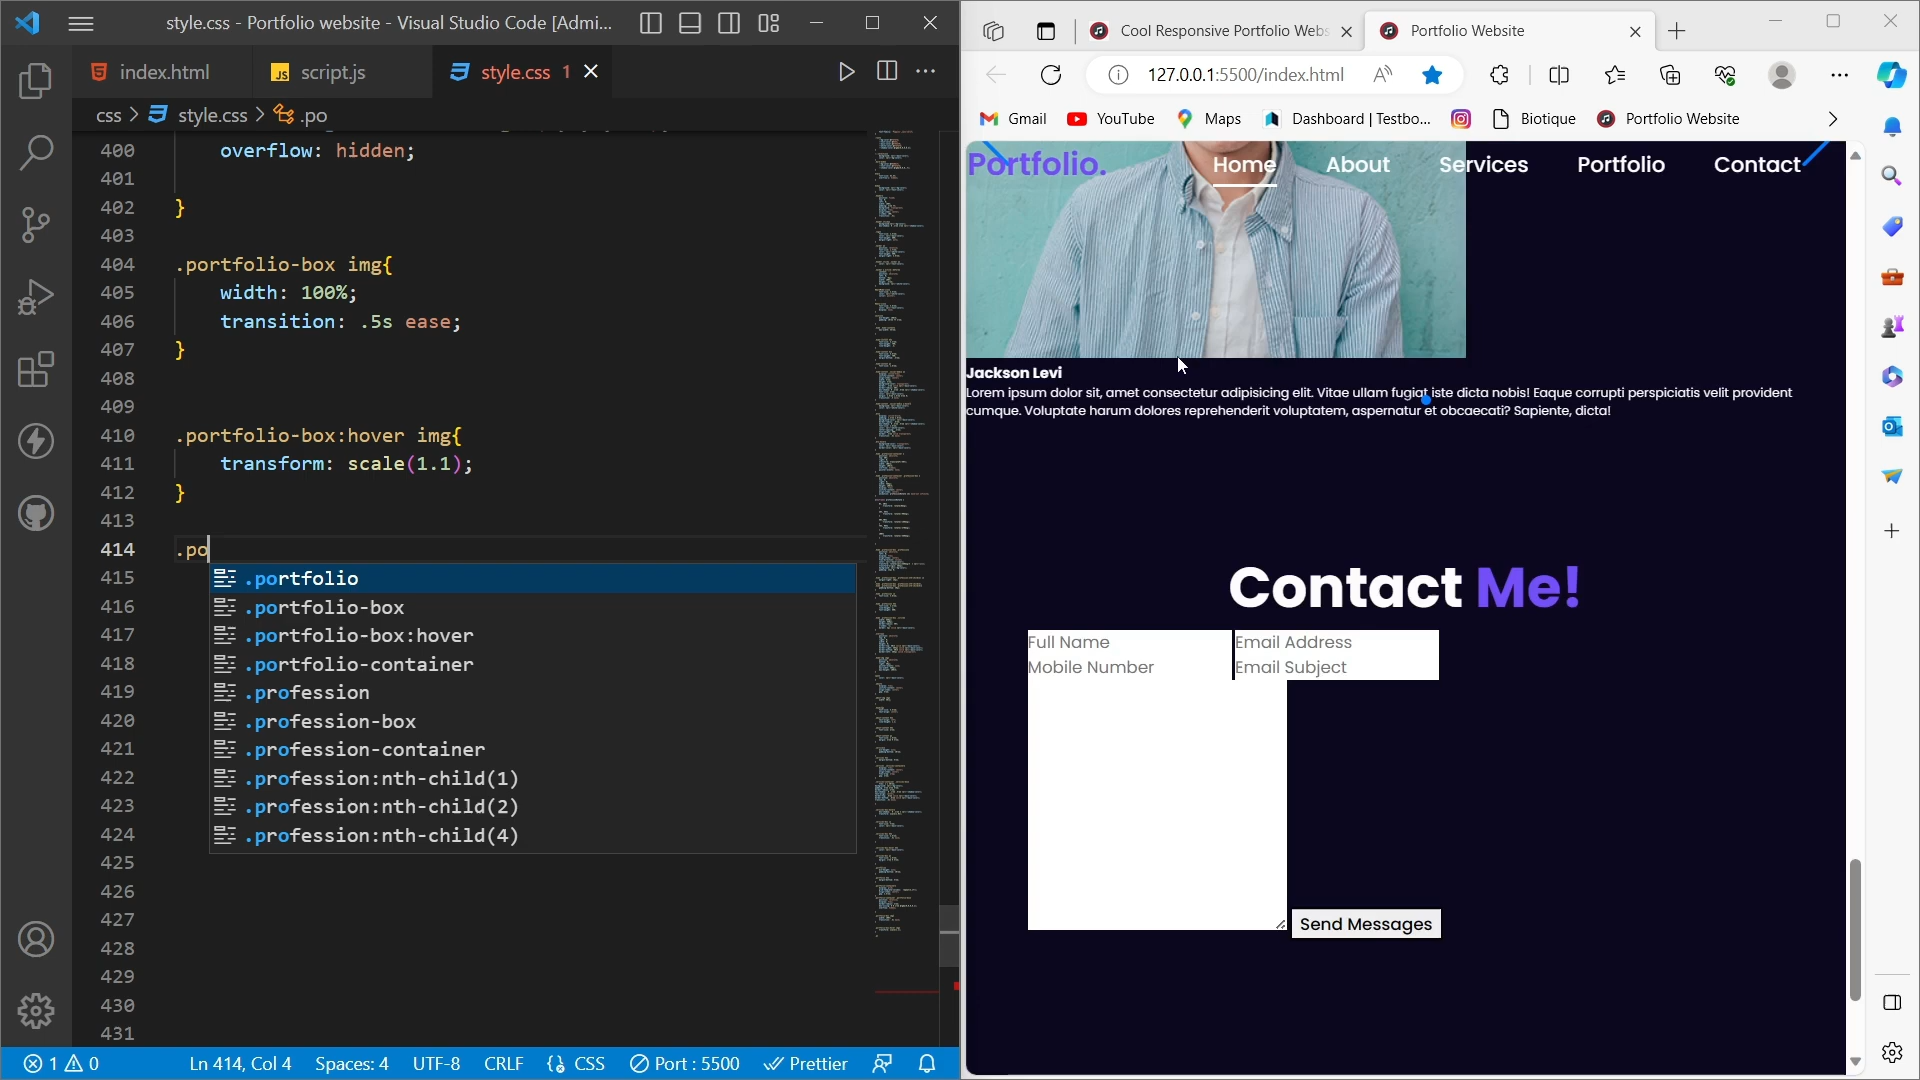 style.css - Portfolio website - Visual Studio Code [Admi...
index.html
JS script.js
style.css 1
css > style.css > .po
400 overflow: hidden;
401
402 }
403
404 .portfolio-box img{
405 width: 100%;
406 transition: .5s ease;
407 }
408
409
410 .portfolio-box:hover img{
411 transform: scale(1.1);
412 }
413
414 .po
415 .portfolio
416 .portfolio-box
417 .portfolio-box:hover
418 .portfolio-container
419 .profession
420 .profession-box
421 .profession-container
422 .profession:nth-child(1)
423 .profession:nth-child(2)
424 .profession:nth-child(4)
425
426
427
428
429
430
431
1 0 Ln 414, Col 4 Spaces: 4 UTF-8 CRLF {} CSS Port : 5500 Prettier
Cool Responsive Portfolio Webs
Portfolio Website
127.0.0.1:5500/index.html
Gmail YouTube Maps Dashboard | Testbo... Biotique Portfolio Website
Portfolio. Home About Services Portfolio Contact
Jackson Levi
Lorem ipsum dolor sit, amet consectetur adipisicing elit. Vitae ullam fugiat iste dicta nobis! Eaque corrupti perspiciatis velit provident
cumque. Voluptate harum dolores reprehenderit voluptatem, aspernatur et obcaecati? Sapiente, dicta!
Contact Me!
Full Name Email Address
Mobile Number Email Subject
Send Messages